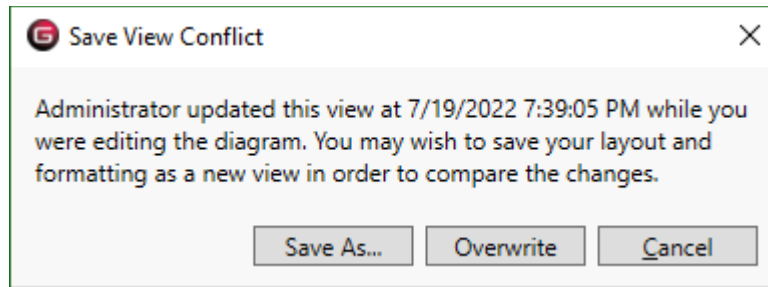 Save View Conflict
Administrator updated this view at 7/19/2022 7:39:05 PM while you
were editing the diagram. You may wish to save your layout and
formatting as a new view in order to compare the changes.
Save As... Overwrite Cancel